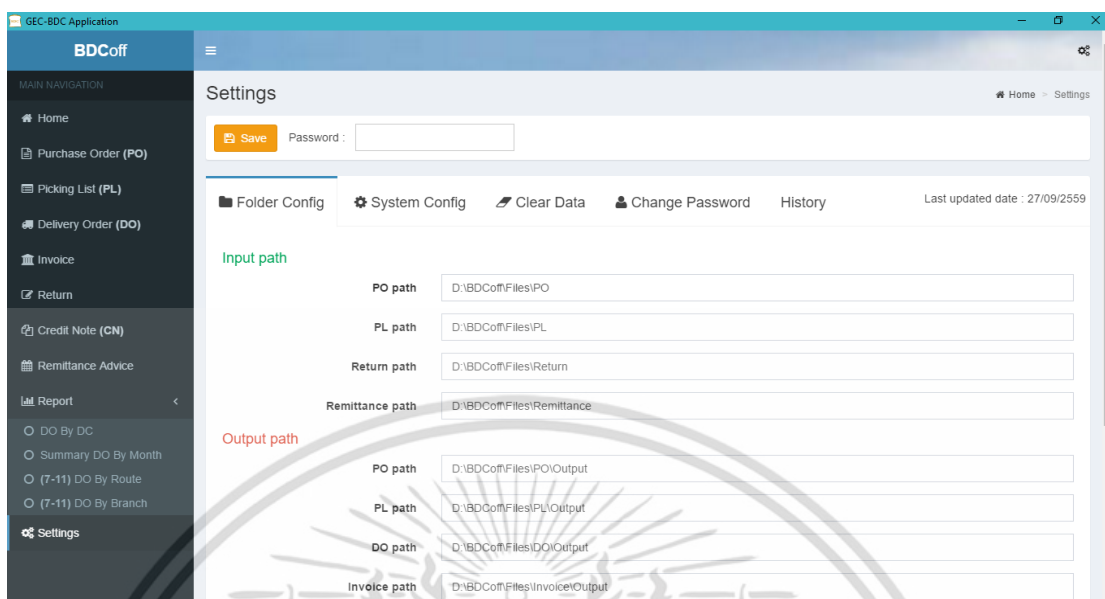 GEC-BDC Application
BDCoff
MAIN NAVIGATION
Home
Purchase Order (PO)
Picking List (PL)
Delivery Order (DO)
Invoice
Return
Credit Note (CN)
Remittance Advice
Report
DO By DC
Summary DO By Month
(7-11) DO By Route
(7-11) DO By Branch
Settings
Settings
Home > Settings
Save Password :
Folder Config System Config Clear Data Change Password History Last updated date : 27/09/2559
Input path
PO path D:\BDCoff\Files\PO
PL path D:\BDCoff\Files\PL
Return path D:\BDCoff\Files\Return
Remittance path D:\BDCoff\Files\Remittance
Output path
PO path D:\BDCoff\Files\PO\Output
PL path D:\BDCoff\Files\PL\Output
DO path D:\BDCoff\Files\DO\Output
Invoice path D:\BDCoff\Files\Invoice\Output